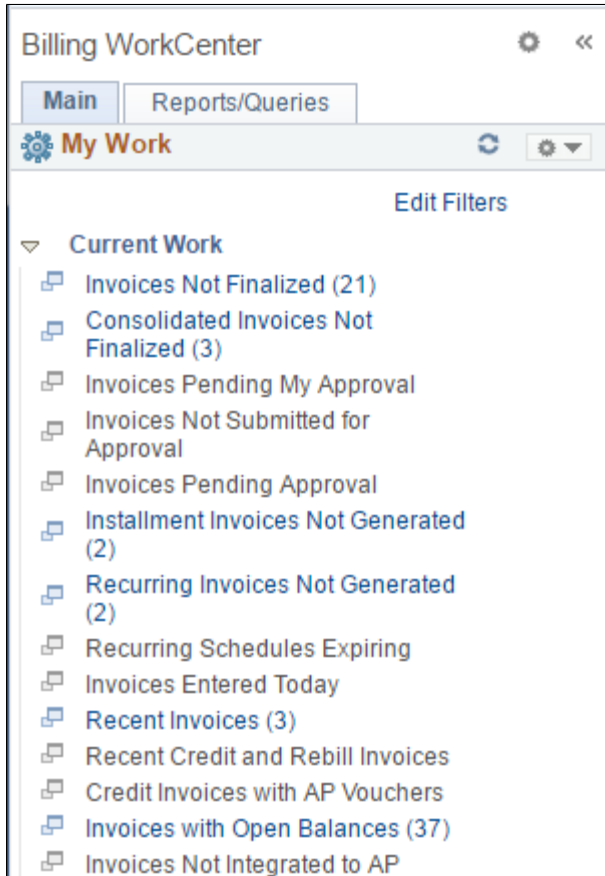 Billing WorkCenter
Main
Reports/Queries
My Work
Edit Filters
Current Work
Invoices Not Finalized (21)
Consolidated Invoices Not
Finalized (3)
Invoices Pending My Approval
Invoices Not Submitted for
Approval
Invoices Pending Approval
Installment Invoices Not Generated
(2)
Recurring Invoices Not Generated
(2)
Recurring Schedules Expiring
Invoices Entered Today
Recent Invoices (3)
Recent Credit and Rebill Invoices
Credit Invoices with AP Vouchers
Invoices with Open Balances (37)
Invoices Not Integrated to AP